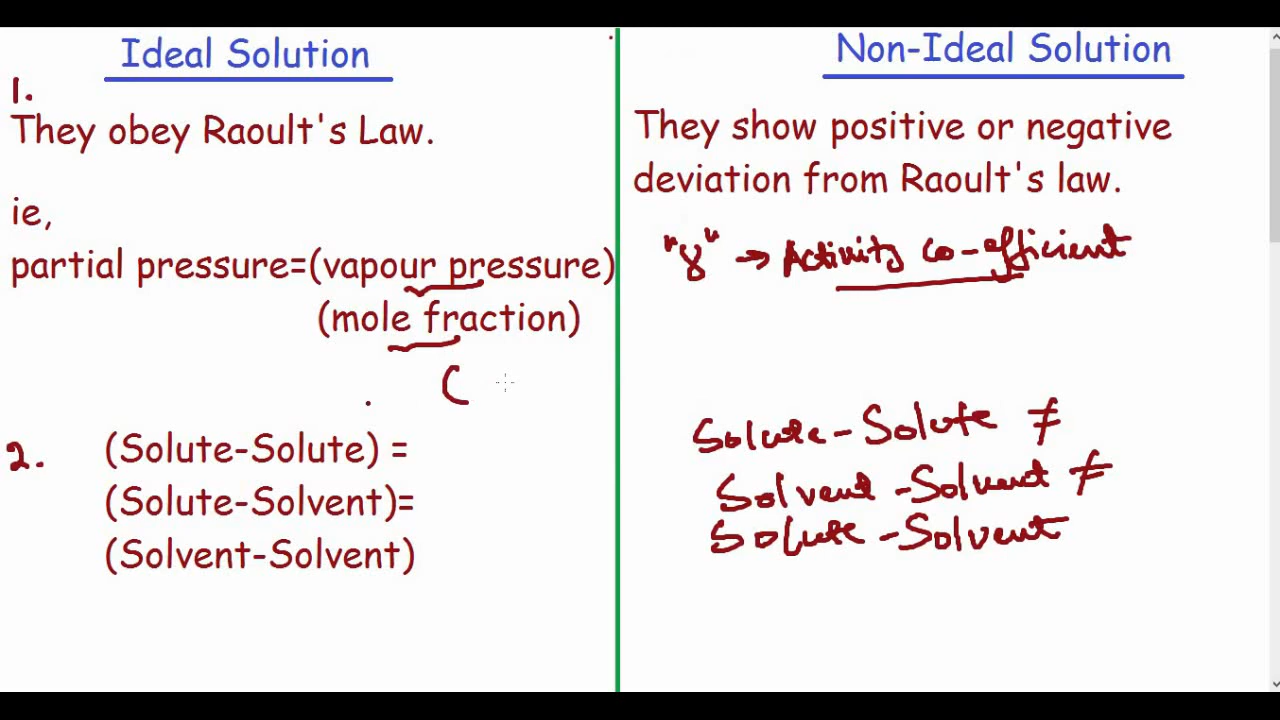 Ideal Solution
1.
They obey Raoult's Law.
ie,
partial pressure=(vapour pressure)
(mole fraction)
(
2.
(Solute-Solute) =
(Solute-Solvent)=
(Solvent-Solvent)
Non-Ideal Solution
They show positive or negative
deviation from Raoult's law.
"γ" → Activity co-efficient
Solute-Solute ≠
Solvent-Solvent ≠
Solute-Solvent